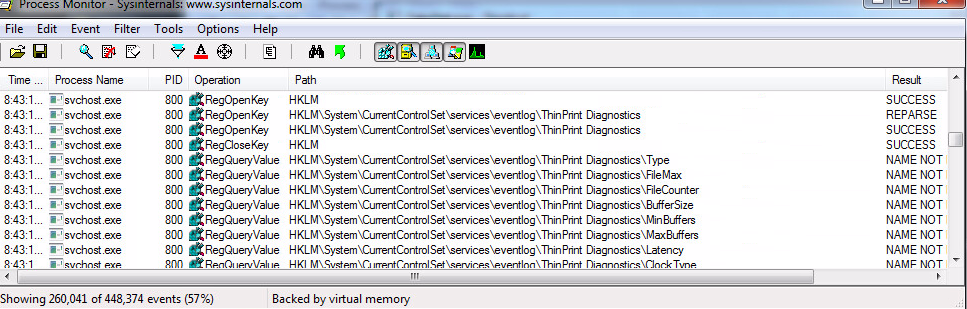 Process Monitor - Sysinternals: www.sysinternals.com
File Edit Event Filter Tools Options Help
Time ... Process Name PID Operation Path Result
8:43:1... svchost.exe 800 RegOpenKey HKLM SUCCESS
8:43:1... svchost.exe 800 RegOpenKey HKLM\System\CurrentControlSet\services\eventlog\ThinPrint Diagnostics REPARSE
8:43:1... svchost.exe 800 RegOpenKey HKLM\System\CurrentControlSet\services\eventlog\ThinPrint Diagnostics SUCCESS
8:43:1... svchost.exe 800 RegCloseKey HKLM SUCCESS
8:43:1... svchost.exe 800 RegQueryValue HKLM\System\CurrentControlSet\services\eventlog\ThinPrint Diagnostics\Type NAME NOT
8:43:1... svchost.exe 800 RegQueryValue HKLM\System\CurrentControlSet\services\eventlog\ThinPrint Diagnostics\FileMax NAME NOT
8:43:1... svchost.exe 800 RegQueryValue HKLM\System\CurrentControlSet\services\eventlog\ThinPrint Diagnostics\FileCounter NAME NOT
8:43:1... svchost.exe 800 RegQueryValue HKLM\System\CurrentControlSet\services\eventlog\ThinPrint Diagnostics\BufferSize NAME NOT
8:43:1... svchost.exe 800 RegQueryValue HKLM\System\CurrentControlSet\services\eventlog\ThinPrint Diagnostics\MinBuffers NAME NOT
8:43:1... svchost.exe 800 RegQueryValue HKLM\System\CurrentControlSet\services\eventlog\ThinPrint Diagnostics\MaxBuffers NAME NOT
8:43:1... svchost.exe 800 RegQueryValue HKLM\System\CurrentControlSet\services\eventlog\ThinPrint Diagnostics\Latency NAME NOT
8:43:1... svchost.exe 800 RegQueryValue HKLM\System\CurrentControlSet\services\eventlog\ThinPrint Diagnostics\ClockType NAME NOT
Showing 260,041 of 448,374 events (57%) Backed by virtual memory